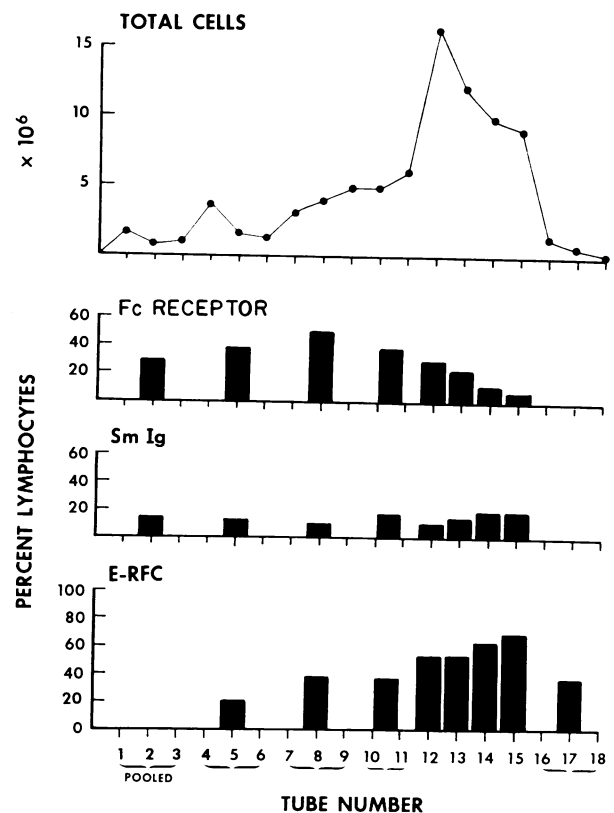 TOTAL CELLS
15
10
5
x 10⁶
Fc RECEPTOR
60
40
20
Sm Ig
60
40
20
E-RFC
100
80
60
40
20
0
PERCENT LYMPHOCYTES
1 2 3 4 5 6 7 8 9 10 11 12 13 14 15 16 17 18
POOLED
TUBE NUMBER